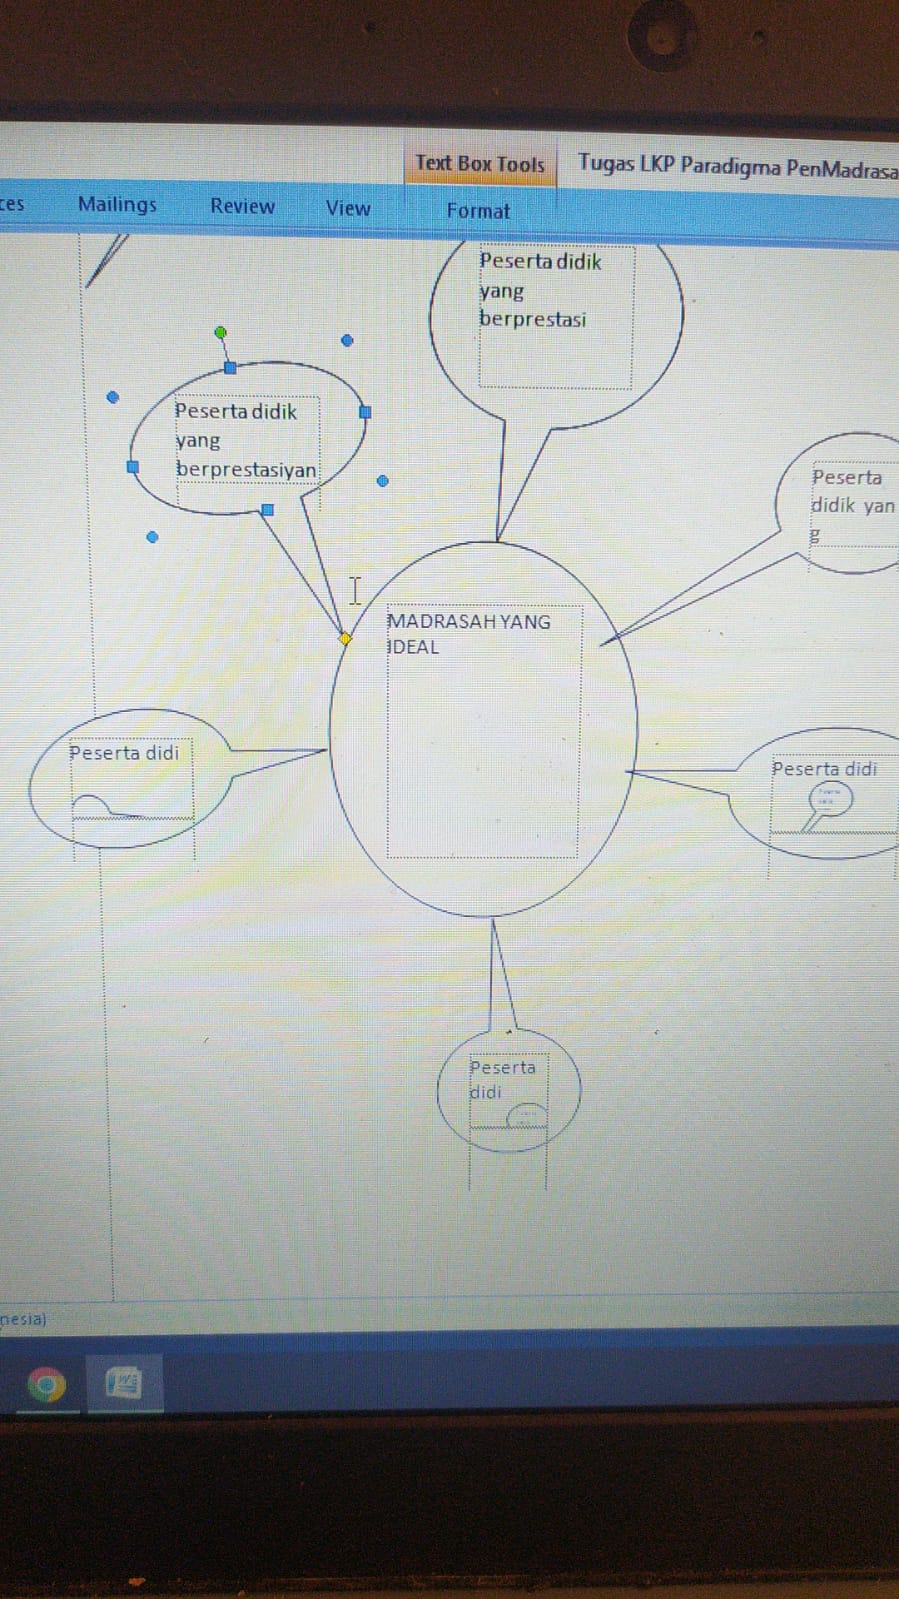 Text Box Tools
Tugas LKP Paradigma PenMadrasa
ces
Mailings
Review
View
Format
Peserta didik
yang
berprestasi
Peserta didik
yang
berprestasiyan
Peserta
didik yan
g
MADRASAH YANG
IDEAL
Peserta didi
Peserta didi
Peserta
didi
nesia)